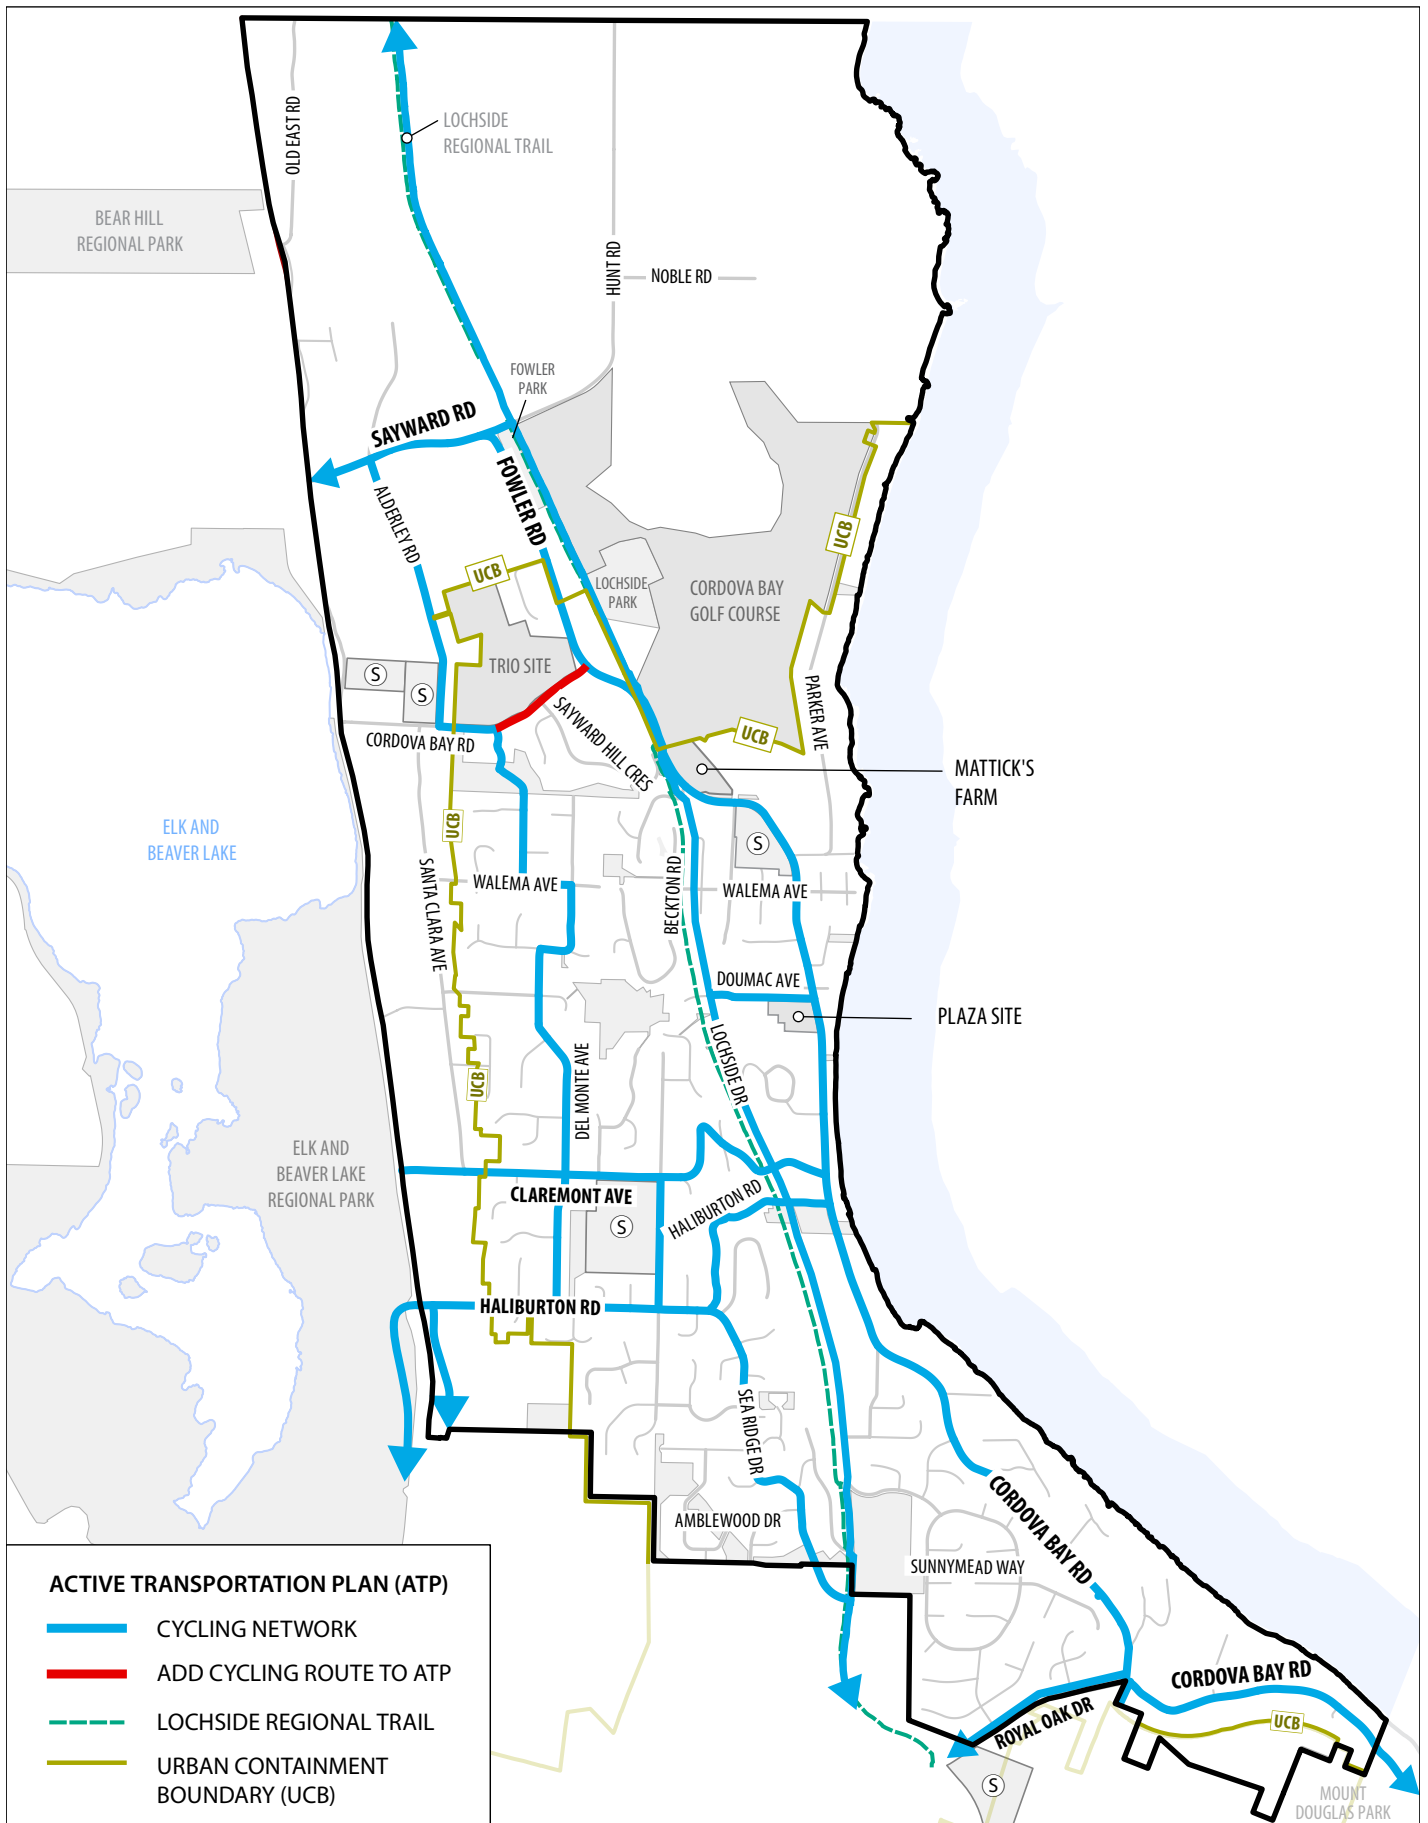 OLD EAST RD
LOCHSIDE
REGIONAL TRAIL
BEAR HILL
REGIONAL PARK
HUNT RD
NOBLE RD
FOWLER
PARK
SAYWARD RD
FOWLER RD
ALDERLEY RD
UCB
UCB
LOCHSIDE
PARK
CORDOVA BAY
GOLF COURSE
TRIO SITE
S
S
PARKER AVE
SAYWARD HILL CRES
UCB
CORDOVA BAY RD
MATTICK'S
FARM
ELK AND
BEAVER LAKE
UCB
S
SANTA CLARA AVE
WALEMA AVE
BECKTON RD
WALEMA AVE
DOUMAC AVE
PLAZA SITE
LOCHSIDE DR
UCB
DEL MONTE AVE
ELK AND
BEAVER LAKE
REGIONAL PARK
CLAREMONT AVE
HALIBURTON RD
S
HALIBURTON RD
SEA RIDGE DR
CORDOVA BAY RD
AMBLEWOOD DR
SUNNYMEAD WAY
CORDOVA BAY RD
ROYAL OAK DR
UCB
S
MOUNT
DOUGLAS PARK
ACTIVE TRANSPORTATION PLAN (ATP)
CYCLING NETWORK
ADD CYCLING ROUTE TO ATP
LOCHSIDE REGIONAL TRAIL
URBAN CONTAINMENT
BOUNDARY (UCB)